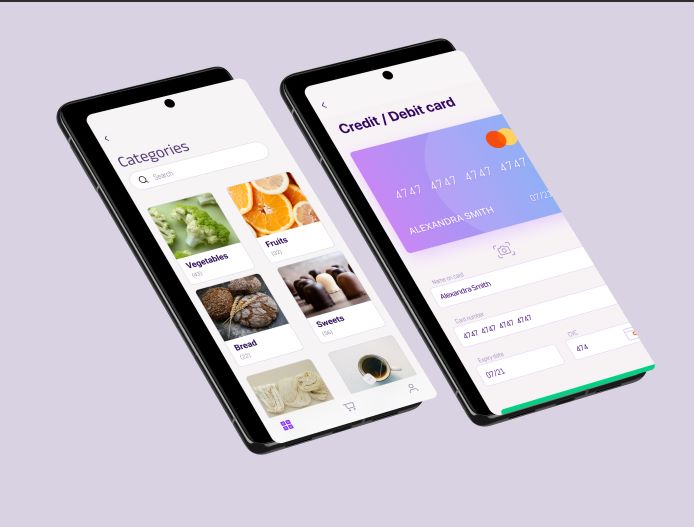 Categories
Search
Vegetables
(43)
Fruits
(32)
Bread
(22)
Sweets
(56)
Credit / Debit card
4747 4747 4747 4747
ALEXANDRA SMITH
07/21
Name on card
Alexandra Smith
Card number
4747 4747 4747 4747
Expiry date
07/21
CVC
474